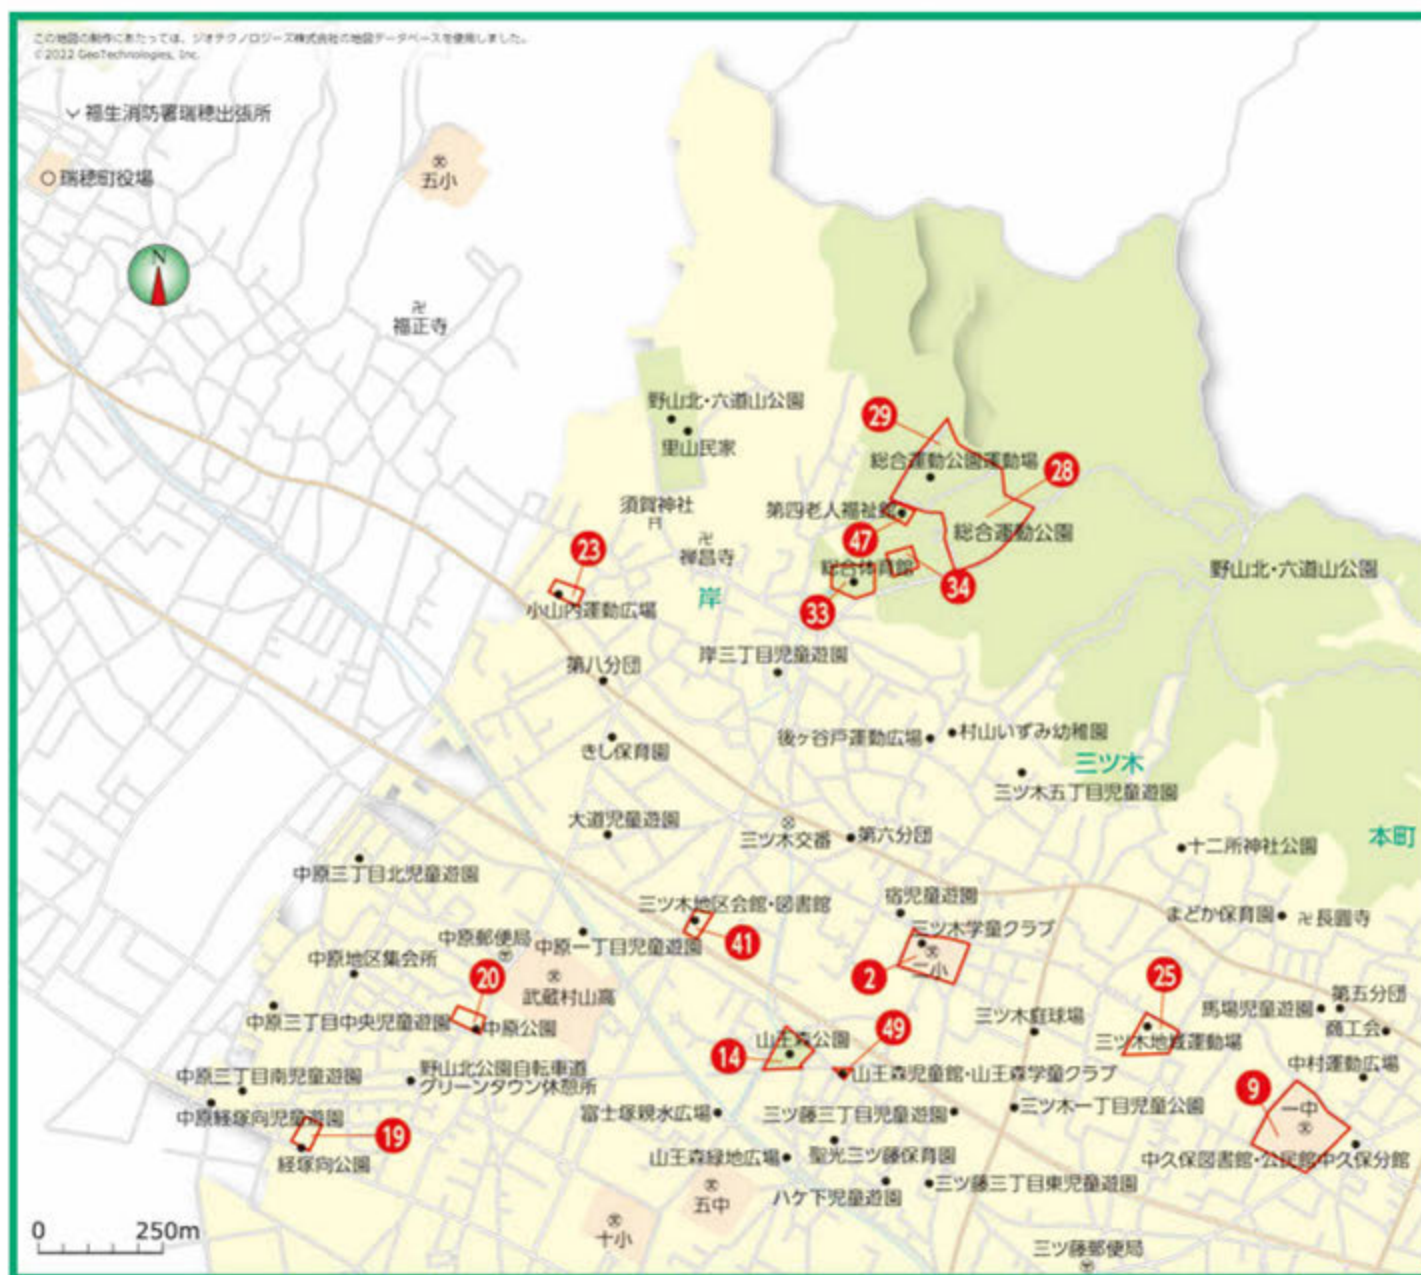 この地図の制作にあたっては、ジオテクノロジーズ株式会社の地図データベースを使用しました。
©2022 GeoTechnologies, Inc.
福生消防署瑞穂出張所
五小
瑞穂町役場
N
福正寺
野山北・六道山公園
里山民家
29
総合運動公園運動場
28
須賀神社
第四老人福祉館
総合運動公園
47
禅昌寺
23
総合体育館
野山北・六道山公園
34
33
岸
小山内運動広場
岸三丁目児童遊園
第八分団
後ヶ谷戸運動広場
村山いずみ幼稚園
きし保育園
三ツ木
三ツ木五丁目児童遊園
大道児童遊園
三ツ木交番
第六分団
本町
十二所神社公園
中原三丁目北児童遊園
宿児童遊園
三ツ木地区会館・図書館
まどか保育園
長圓寺
三ツ木学童クラブ
中原郵便局
中原一丁目児童遊園
41
中原地区集会所
二小
2
20
25
武蔵村山高
第五分団
馬場児童遊園
中原三丁目中央児童遊園
中原公園
三ツ木庭球場
49
商工会
山王森公園
三ツ木地域運動場
14
中村運動広場
野山北公園自転車道
グリーンタウン休憩所
中原三丁目南児童遊園
山王森児童館・山王森学童クラブ
9
中原経塚向児童遊園
富士塚親水広場
三ツ藤三丁目児童遊園
三ツ木一丁目児童公園
一中
19
経塚向公園
山王森緑地広場
聖光三ツ藤保育園
中久保図書館・公民館中久保分館
五中
ハケ下児童遊園
三ツ藤三丁目東児童遊園
十小
三ツ藤郵便局
0 250m